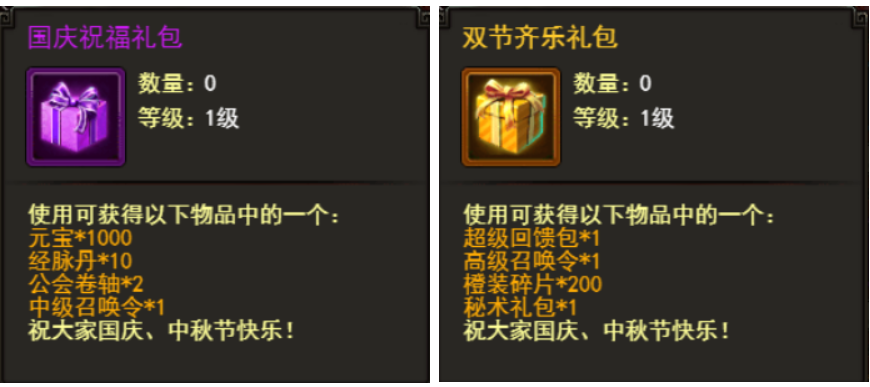 国庆祝福礼包
数量：0
等级：1级
使用可获得以下物品中的一个：
元宝*1000
经脉丹*10
公会卷轴*2
中级召唤令*1
祝大家国庆、中秋节快乐！
双节齐乐礼包
数量：0
等级：1级
使用可获得以下物品中的一个：
超级回馈包*1
高级召唤令*1
橙装碎片*200
秘术礼包*1
祝大家国庆、中秋节快乐！